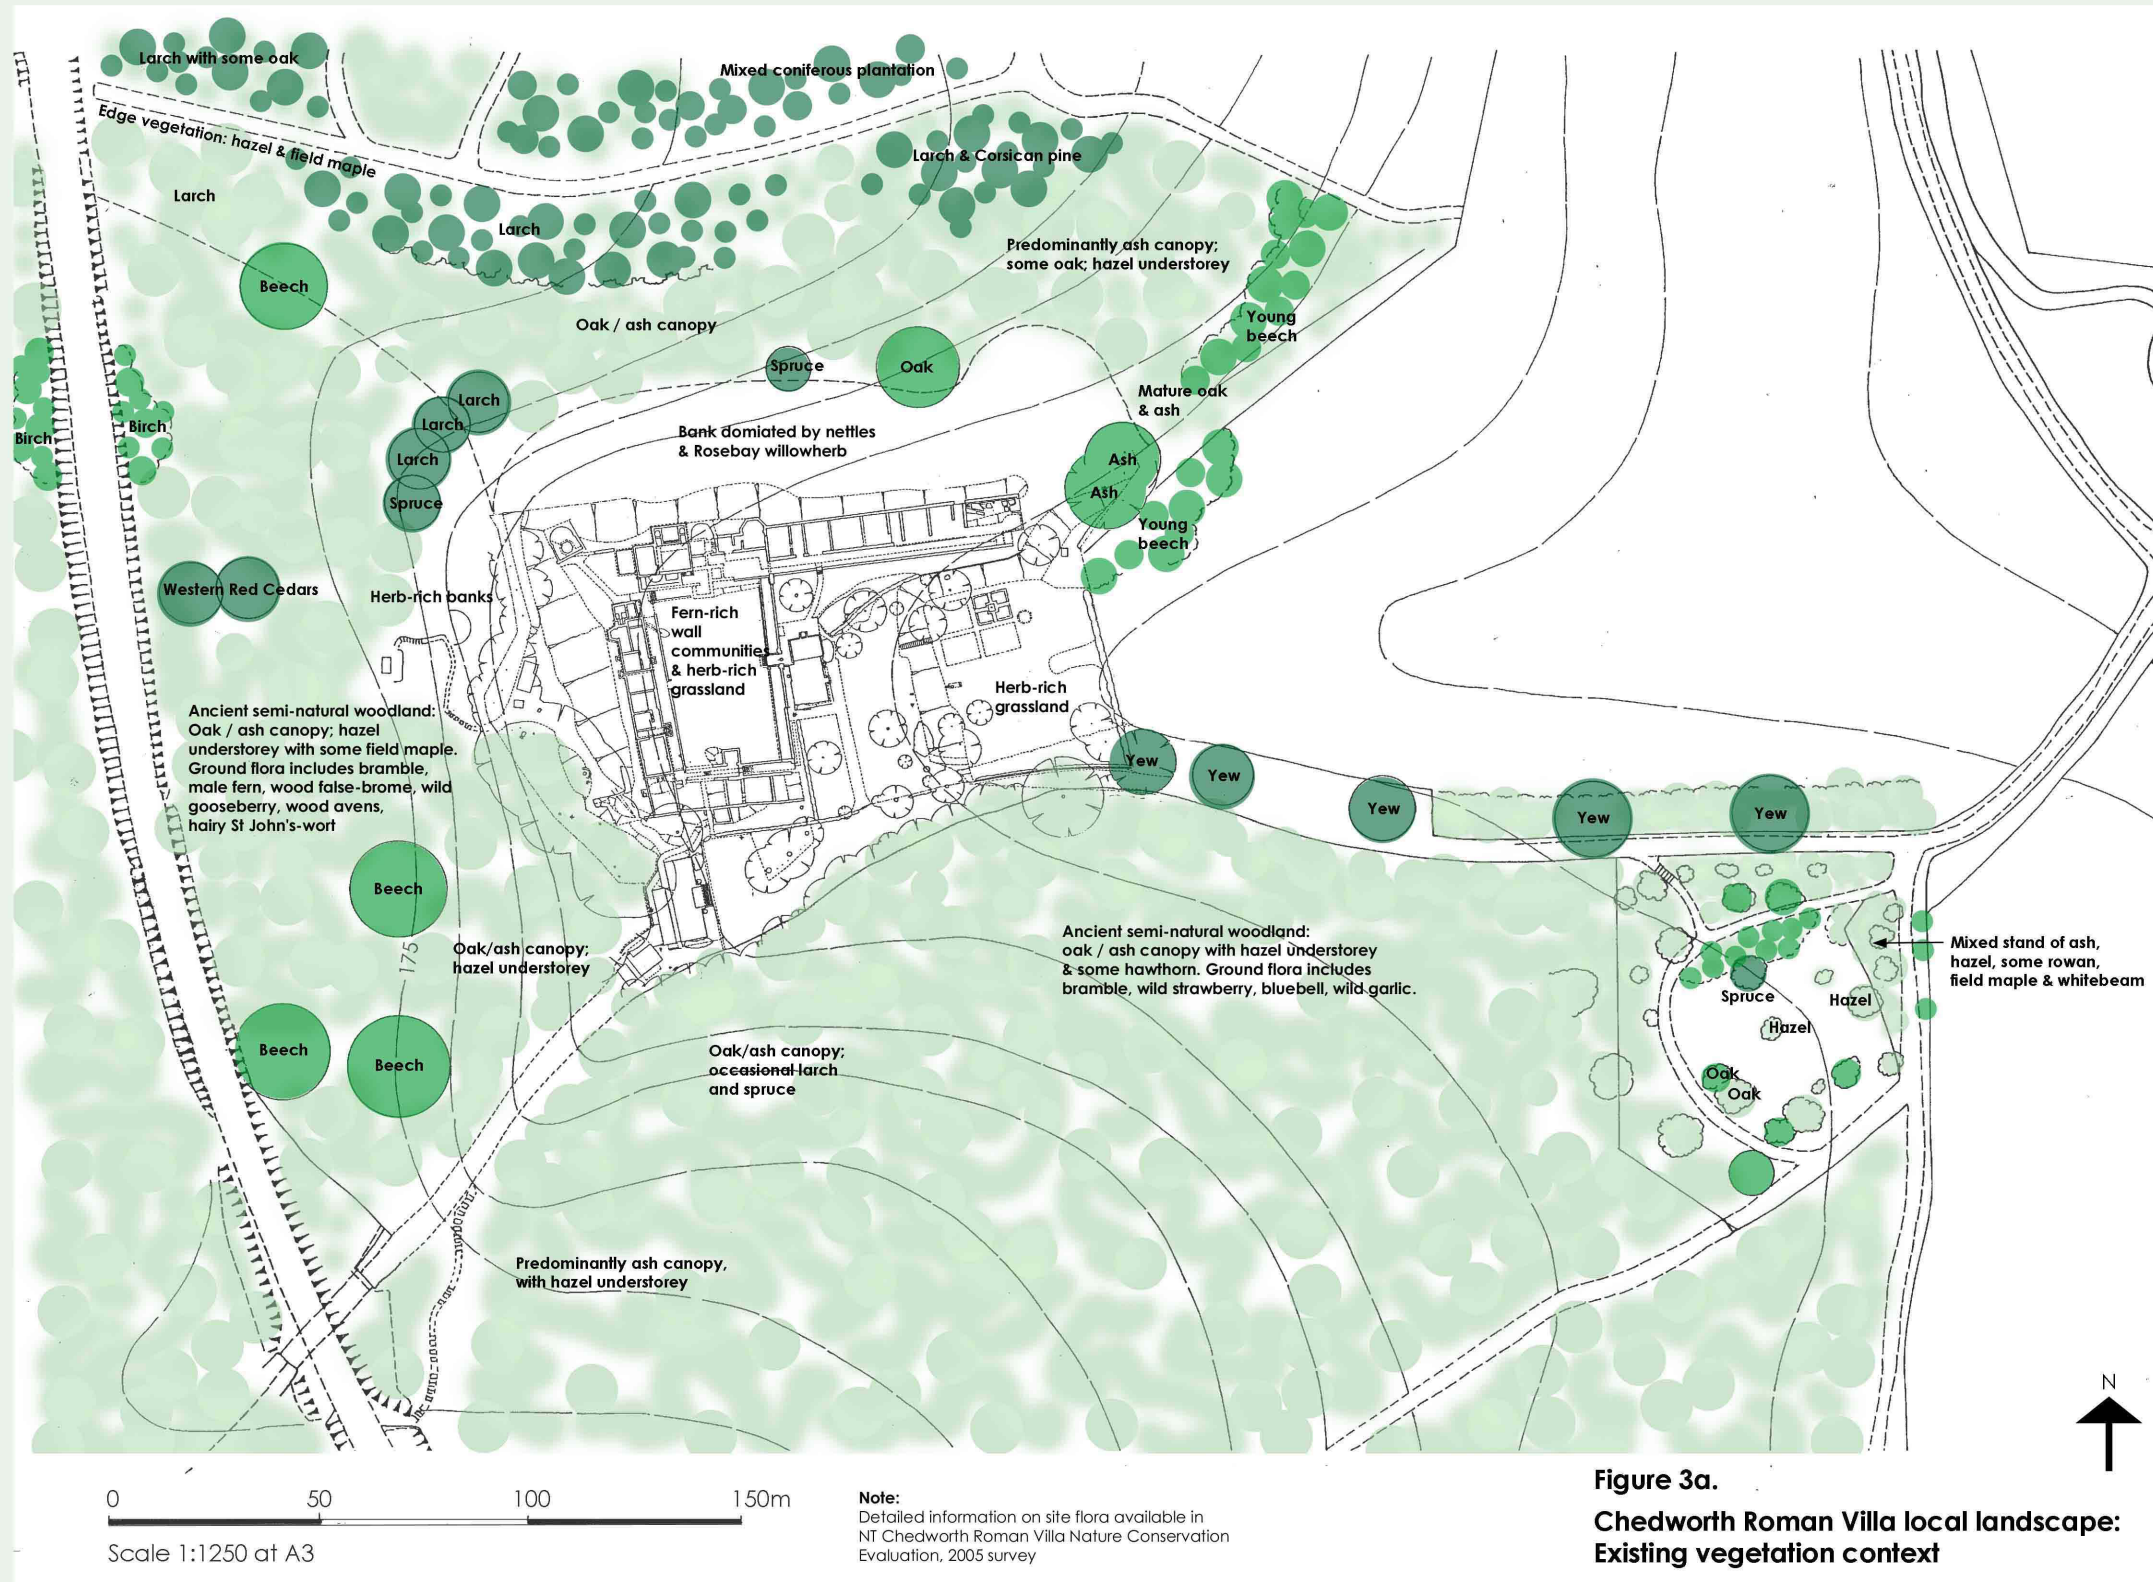 Larch with some oak
Mixed coniferous plantation
Edge vegetation: hazel & field maple
Larch & Corsican pine
Larch
Larch
Predominantly ash canopy;
some oak; hazel understorey
Beech
Young
beech
Oak / ash canopy
Spruce
Oak
Mature oak
& ash
Larch
Larch
Birch
Birch
Bank domiated by nettles
& Rosebay willowherb
Larch
Ash
Ash
Spruce
Young
beech
Western Red Cedars
Herb-rich banks
Fern-rich
wall
communities
& herb-rich
grassland
Herb-rich
grassland
Ancient semi-natural woodland:
Oak / ash canopy; hazel
understorey with some field maple.
Ground flora includes bramble,
male fern, wood false-brome, wild
gooseberry, wood avens,
hairy St John's-wort
Yew
Yew
Yew
Yew
Yew
Beech
175
Oak/ash canopy;
hazel understorey
Ancient semi-natural woodland:
oak / ash canopy with hazel understorey
& some hawthorn. Ground flora includes
bramble, wild strawberry, bluebell, wild garlic.
Mixed stand of ash,
hazel, some rowan,
field maple & whitebeam
Spruce
Hazel
Hazel
Beech
Beech
Oak/ash canopy;
occasional larch
and spruce
Oak
Oak
Predominantly ash canopy,
with hazel understorey
N
0 50 100 150m
Scale 1:1250 at A3
Note:
Detailed information on site flora available in
NT Chedworth Roman Villa Nature Conservation
Evaluation, 2005 survey
Figure 3a.
Chedworth Roman Villa local landscape:
Existing vegetation context